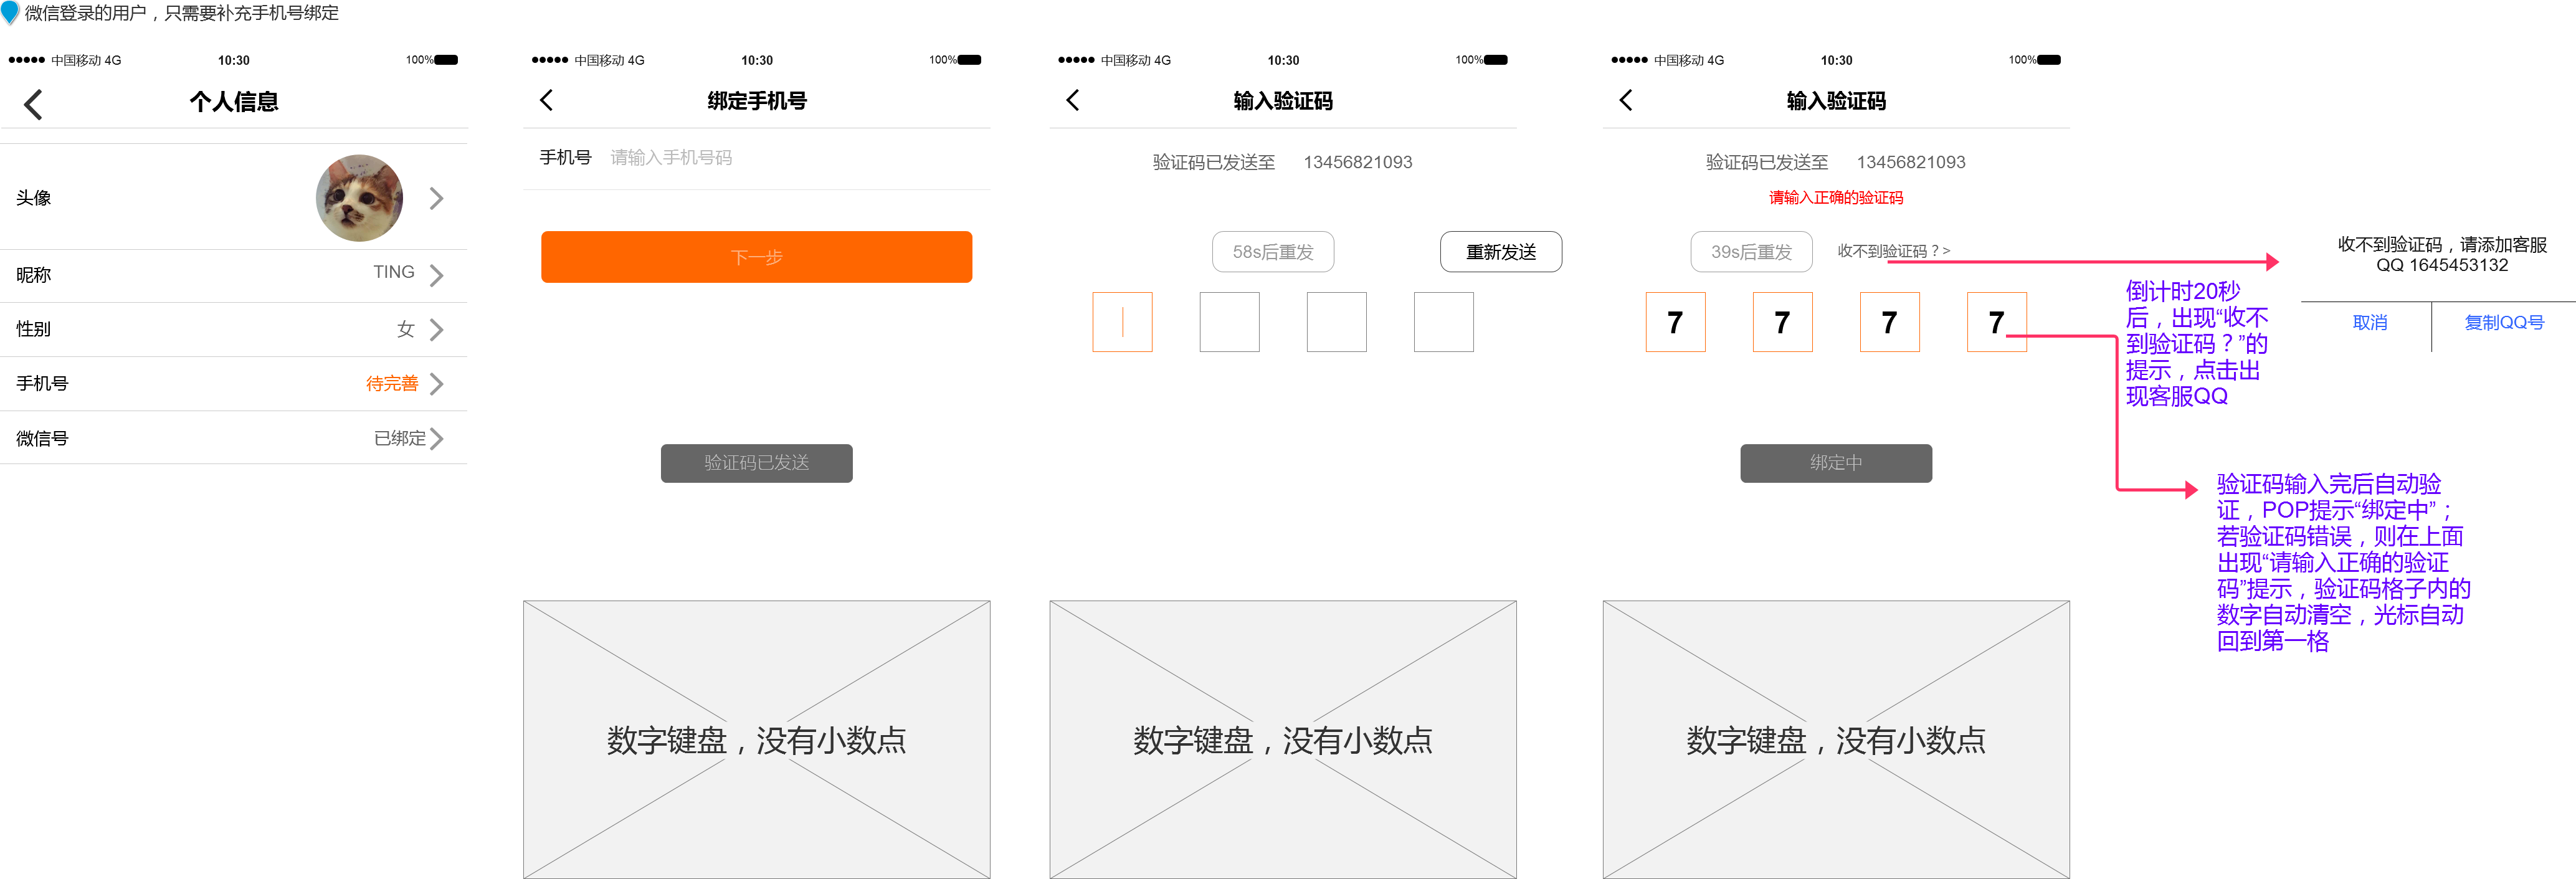 微信登录的用户，只需要补充手机号绑定
中国移动 4G
10:30
100%
个人信息
头像
昵称
TING
性别
女
手机号
待完善
微信号
已绑定
中国移动 4G
10:30
100%
绑定手机号
手机号
请输入手机号码
下一步
验证码已发送
数字键盘，没有小数点
中国移动 4G
10:30
100%
输入验证码
验证码已发送至 13456821093
58s后重发
重新发送
数字键盘，没有小数点
中国移动 4G
10:30
100%
输入验证码
验证码已发送至 13456821093
请输入正确的验证码
39s后重发
收不到验证码？>
7 7 7 7
绑定中
数字键盘，没有小数点
收不到验证码，请添加客服
QQ 1645453132
取消
复制QQ号
倒计时20秒
后，出现“收不
到验证码？”的
提示，点击出
现客服QQ
验证码输入完后自动验
证，POP提示“绑定中”；
若验证码错误，则在上面
出现“请输入正确的验证
码”提示，验证码格子内的
数字自动清空，光标自动
回到第一格